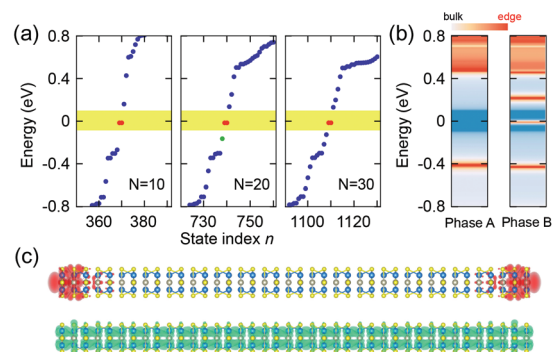 (a)
Energy (eV)
0.8
0.4
0
-0.4
-0.8
N=10
N=20
N=30
360 380
730 760
1100 1120
State index n
(b)
bulk edge
Energy (eV)
0.8
0.4
0
-0.4
-0.8
Phase A Phase B
(c)